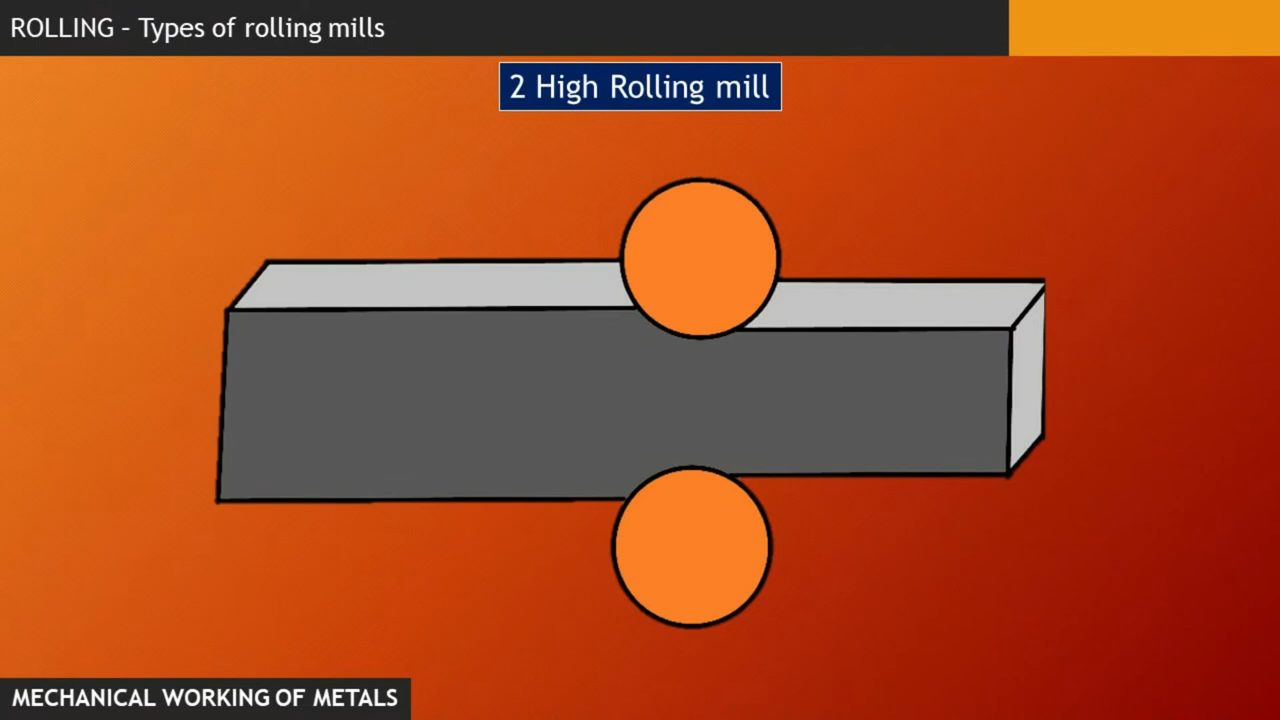 ROLLING – Types of rolling mills
2 High Rolling mill
MECHANICAL WORKING OF METALS